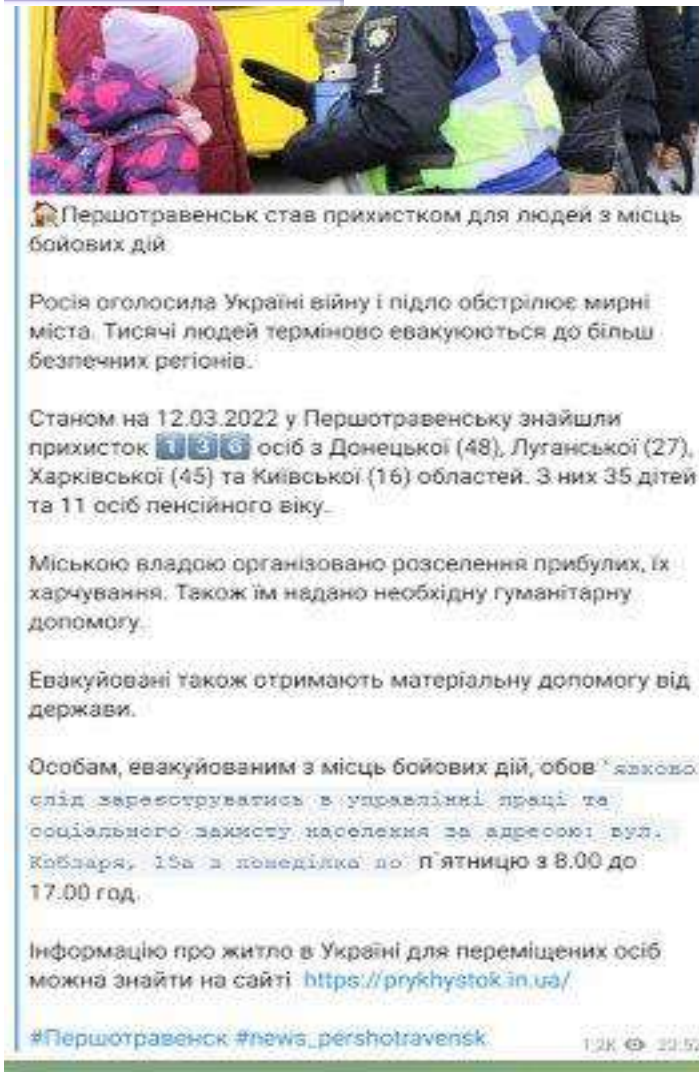 Першотравенськ став прихистком для людей з місць
бойових дій
Росія оголосила Україні війну і підло обстрілює мирні
міста. Тисячі людей терміново евакуюються до більш
безпечних регіонів.
Станом на 12.03.2022 у Першотравенську знайшли
прихисток 1 3 6 осіб з Донецької (48), Луганської (27),
Харківської (45) та Київської (16) областей. З них 35 дітей
та 11 осіб пенсійного віку.
Міською владою організовано розселення прибулих, їх
харчування. Також їм надано необхідну гуманітарну
допомогу.
Евакуйовані також отримають матеріальну допомогу від
держави.
Особам, евакуйованим з місць бойових дій, обов`язково
слід зареєструватись в управлінні праці та
соціального захисту населення за адресою: вул.
Кобзаря, 15а з понеділка по п`ятницю з 8.00 до
17.00 год.
Інформацію про житло в Україні для переміщених осіб
можна знайти на сайті https://prykhystok.in.ua/
#Першотравенск #news_pershotravensk 1.2K 22:52